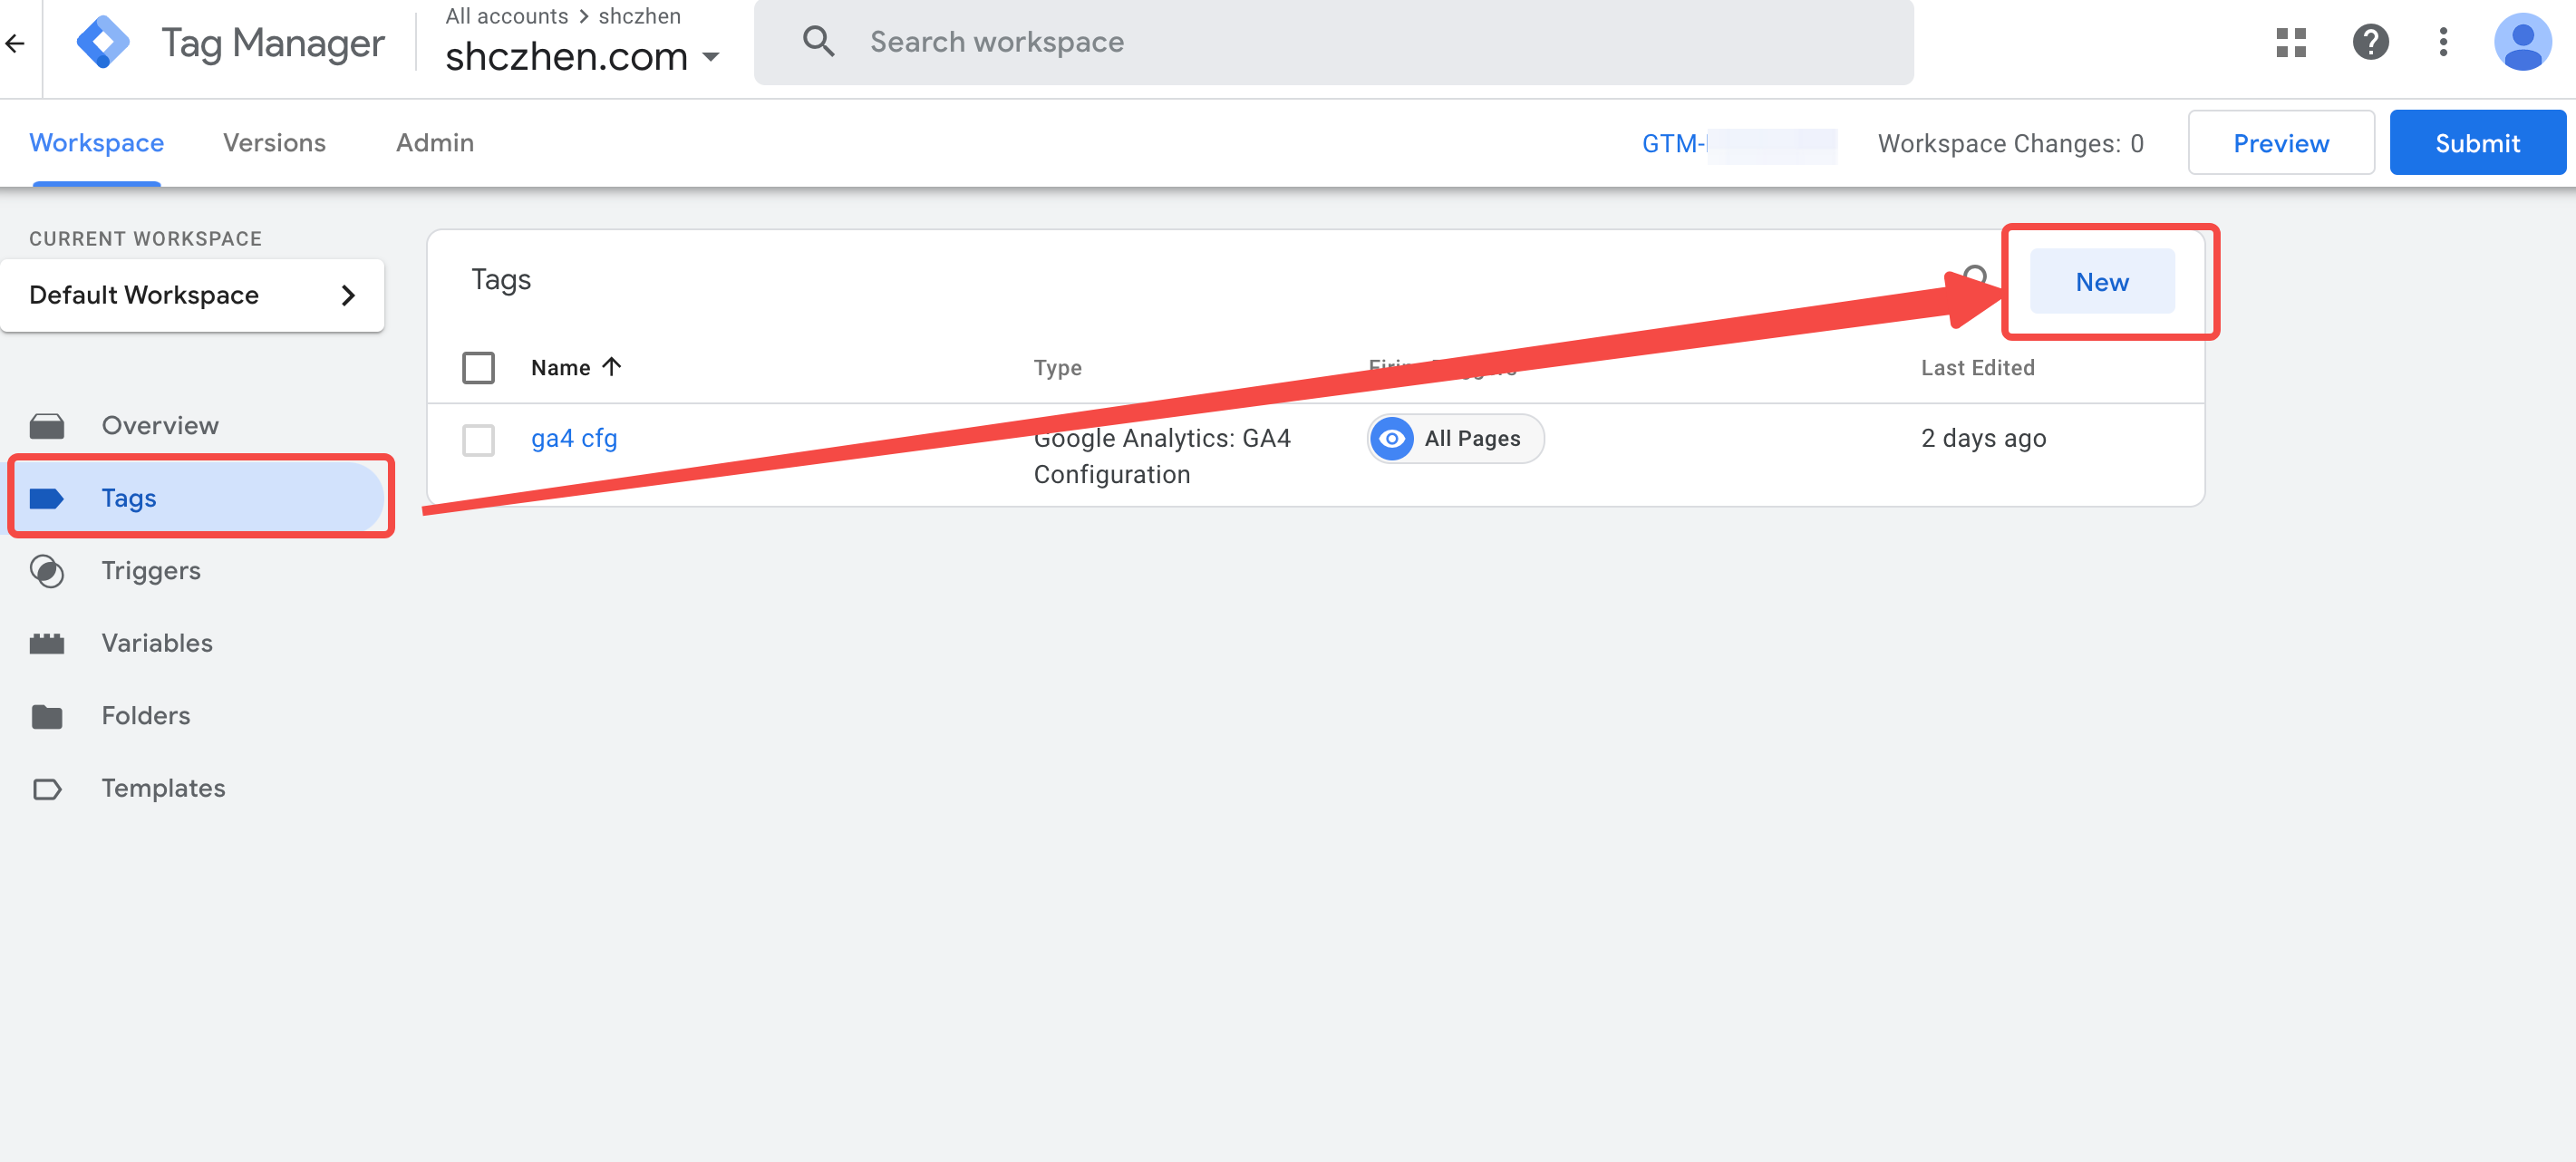 All accounts > shczhen
Tag Manager
shczhen.com
Search workspace
Workspace
Versions
Admin
GTM-
Workspace Changes: 0
Preview
Submit
CURRENT WORKSPACE
Default Workspace
Tags
New
Name
Type
Last Edited
ga4 cfg
Google Analytics: GA4
Configuration
All Pages
2 days ago
Overview
Tags
Triggers
Variables
Folders
Templates